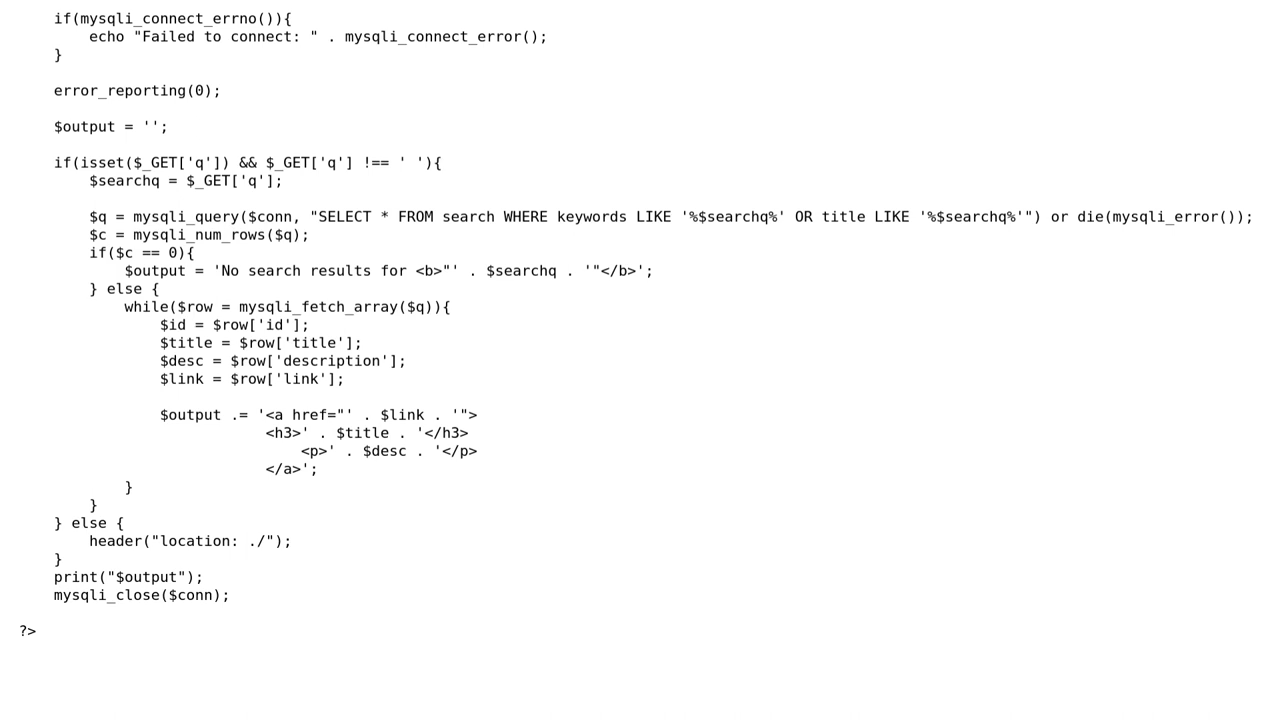 if(mysqli_connect_errno()){
echo "Failed to connect: " . mysqli_connect_error();
}
error_reporting(0);
$output = '';
if(isset($_GET['q']) && $_GET['q'] !== ' '){
$searchq = $_GET['q'];
$q = mysqli_query($conn, "SELECT * FROM search WHERE keywords LIKE '%$searchq%' OR title LIKE '%$searchq%'") or die(mysqli_error());
$c = mysqli_num_rows($q);
if($c == 0){
$output = 'No search results for <b>"' . $searchq . '"</b>';
} else {
while($row = mysqli_fetch_array($q)){
$id = $row['id'];
$title = $row['title'];
$desc = $row['description'];
$link = $row['link'];
$output .= '<a href="' . $link . '">
<h3>' . $title . '</h3>
<p>' . $desc . '</p>
</a>';
}
}
} else {
header("location: ./");
}
print("$output");
mysqli_close($conn);
?>